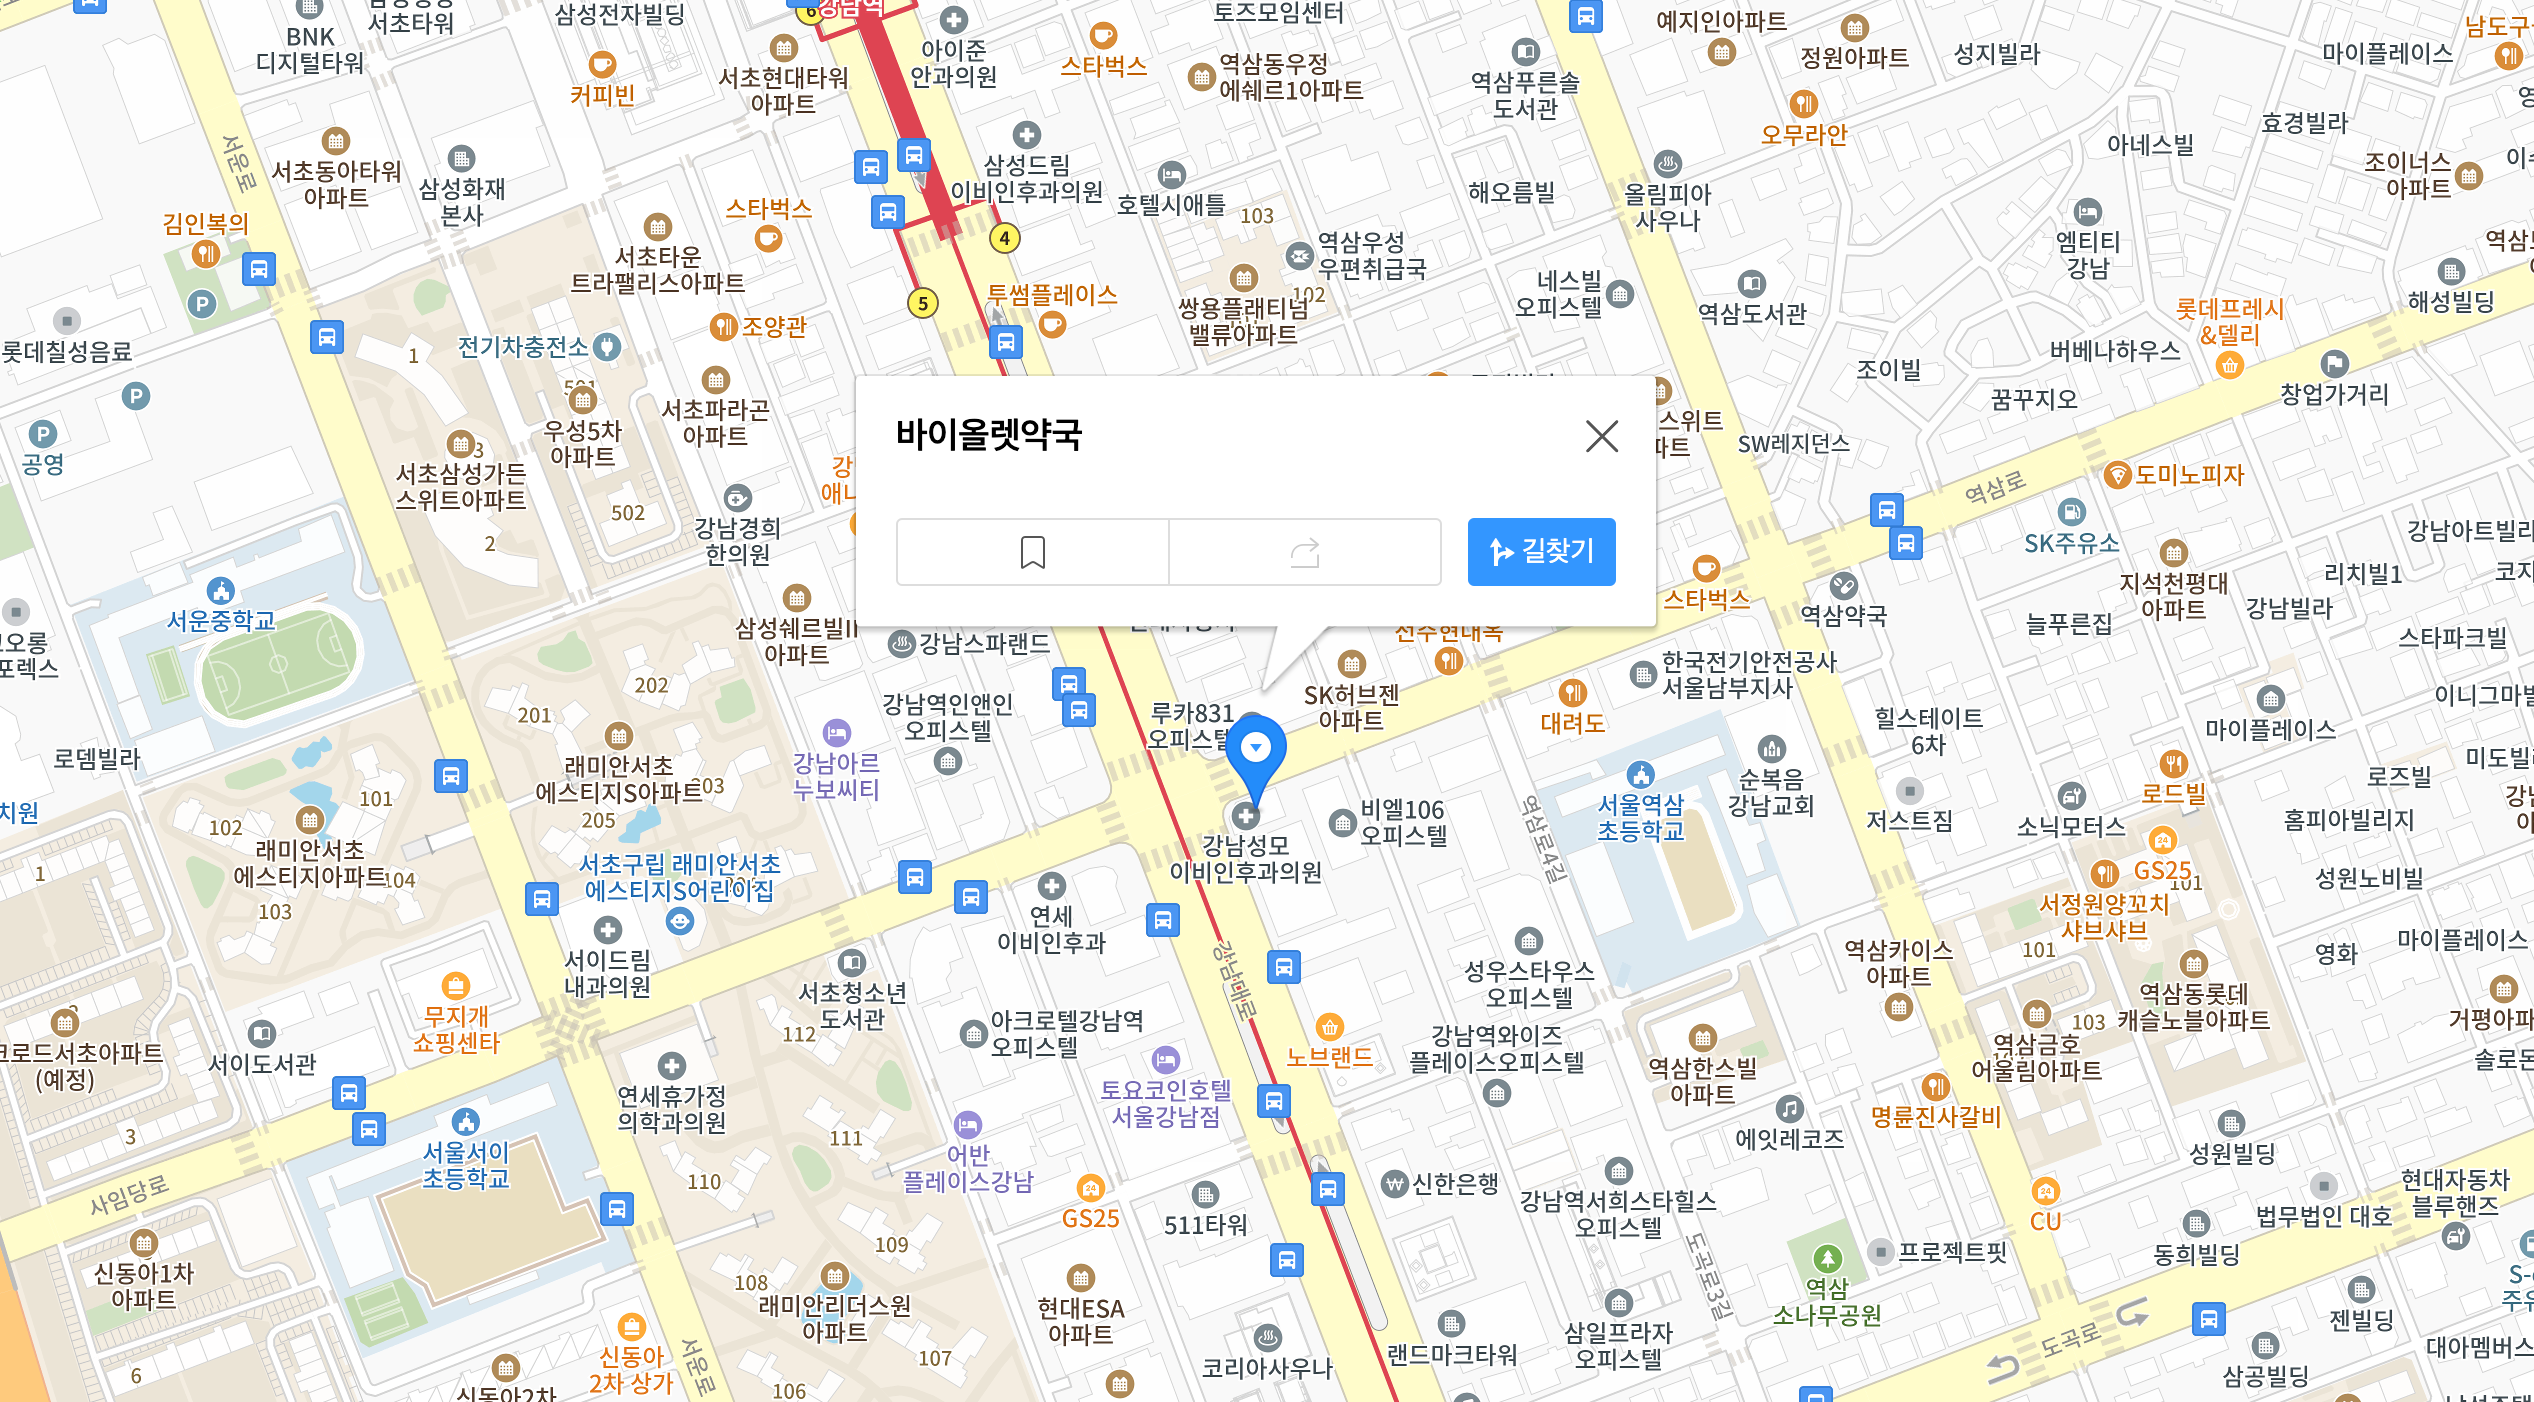 강남역
6
삼성전자빌딩
서초타워
BNK
디지털타워
커피빈
서초현대타워
아파트
아이준
안과의원
스타벅스
토즈모임센터
역삼동우정
에쉐르1아파트
역삼푸른솔
도서관
예지인아파트
정원아파트
성지빌라
마이플레이스
오무라안
아네스빌
효경빌라
조이너스
아파트
서운로
서초동아타워
아파트
삼성화재
본사
김인복의
P
스타벅스
서초타운
트라팰리스아파트
삼성드림
이비인후과의원
호텔시애틀
4
5
103
역삼우성
우편취급국
해오름빌
올림피아
사우나
네스빌
오피스텔
역삼도서관
엠티티
강남
해성빌딩
롯데칠성음료
P
P
공영
1
전기차충전소
조양관
투썸플레이스
102
쌍용플래티넘
밸류아파트
조이빌
버베나하우스
롯데프레시
&델리
꿈꾸지오
창업가거리
501
우성5차
아파트
서초파라곤
아파트
3
서초삼성가든
스위트아파트
502
2
강남경희
한의원
바이올렛약국
길찾기
SW레지던스
역삼로
도미노피자
SK주유소
강남아트빌라
지석천평대
아파트
리치빌1
강남빌라
늘푸른집
스타파크빌
서운중학교
삼성쉐르빌II
아파트
강남스파랜드
전주현대옥
스타벅스
역삼약국
202
201
강남역인앤인
오피스텔
루카831
오피스텔
SK허브젠
아파트
한국전기안전공사
서울남부지사
대려도
힐스테이트
6차
마이플레이스
로뎀빌라
래미안서초
에스티지S아파트
203
205
강남아르
누보씨티
순복음
강남교회
서울역삼
초등학교
로즈빌
로드빌
101
102
래미안서초
에스티지아파트
104
103
1
서초구립 래미안서초
에스티지S어린이집
강남성모
이비인후과의원
비엘106
오피스텔
역삼로4길
저스트짐
소닉모터스
홈피아빌리지
GS25
101
성원노비빌
서정원양꼬치
샤브샤브
연세
이비인후과
서이드림
내과의원
서초청소년
도서관
강남대로
성우스타우스
오피스텔
역삼카이스
아파트
101
영화
마이플레이스
무지개
쇼핑센타
서이도서관
112
아크로텔강남역
오피스텔
노브랜드
강남역와이즈
플레이스오피스텔
역삼한스빌
아파트
103
역삼금호
어울림아파트
역삼동롯데
캐슬노블아파트
(예정)
연세휴가정
의학과의원
토요코인호텔
서울강남점
에잇레코즈
명륜진사갈비
3
서울서이
초등학교
111
110
어반
플레이스강남
GS25
511타워
신한은행
강남역서희스타힐스
오피스텔
CU
성원빌딩
현대자동차
블루핸즈
법무법인 대호
동희빌딩
사임당로
신동아1차
아파트
109
108
래미안리더스원
아파트
107
106
현대ESA
아파트
코리아사우나
랜드마크타워
삼일프라자
오피스텔
도곡로3길
역삼
소나무공원
프로젝트핏
젠빌딩
도곡로
삼공빌딩
6
신동아2차
신동아
2차 상가
서운로